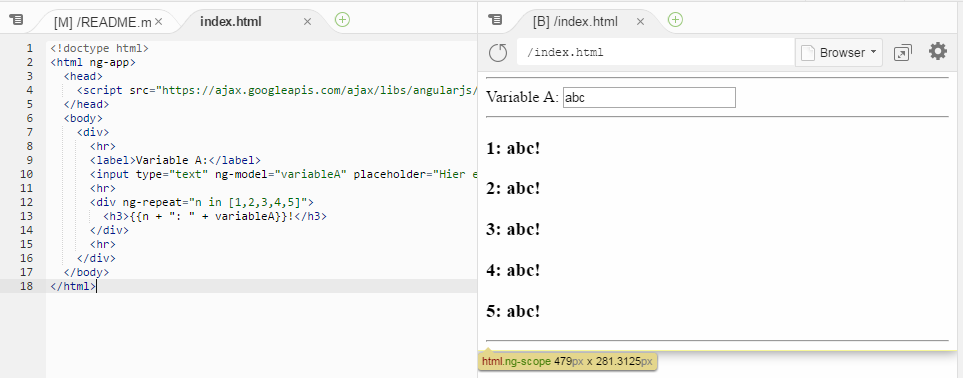 [M] /README.m × index.html ×
1 <!doctype html>
2 <html ng-app>
3 <head>
4 <script src="https://ajax.googleapis.com/ajax/libs/angularjs/
5 </head>
6 <body>
7 <div>
8 <hr>
9 <label>Variable A:</label>
10 <input type="text" ng-model="variableA" placeholder="Hier e
11 <hr>
12 <div ng-repeat="n in [1,2,3,4,5]">
13 <h3>{{n + ": " + variableA}}!</h3>
14 </div>
15 <hr>
16 </div>
17 </body>
18 </html>
[B] /index.html ×
/index.html Browser
Variable A: abc
1: abc!
2: abc!
3: abc!
4: abc!
5: abc!
html.ng-scope 479px x 281.3125px